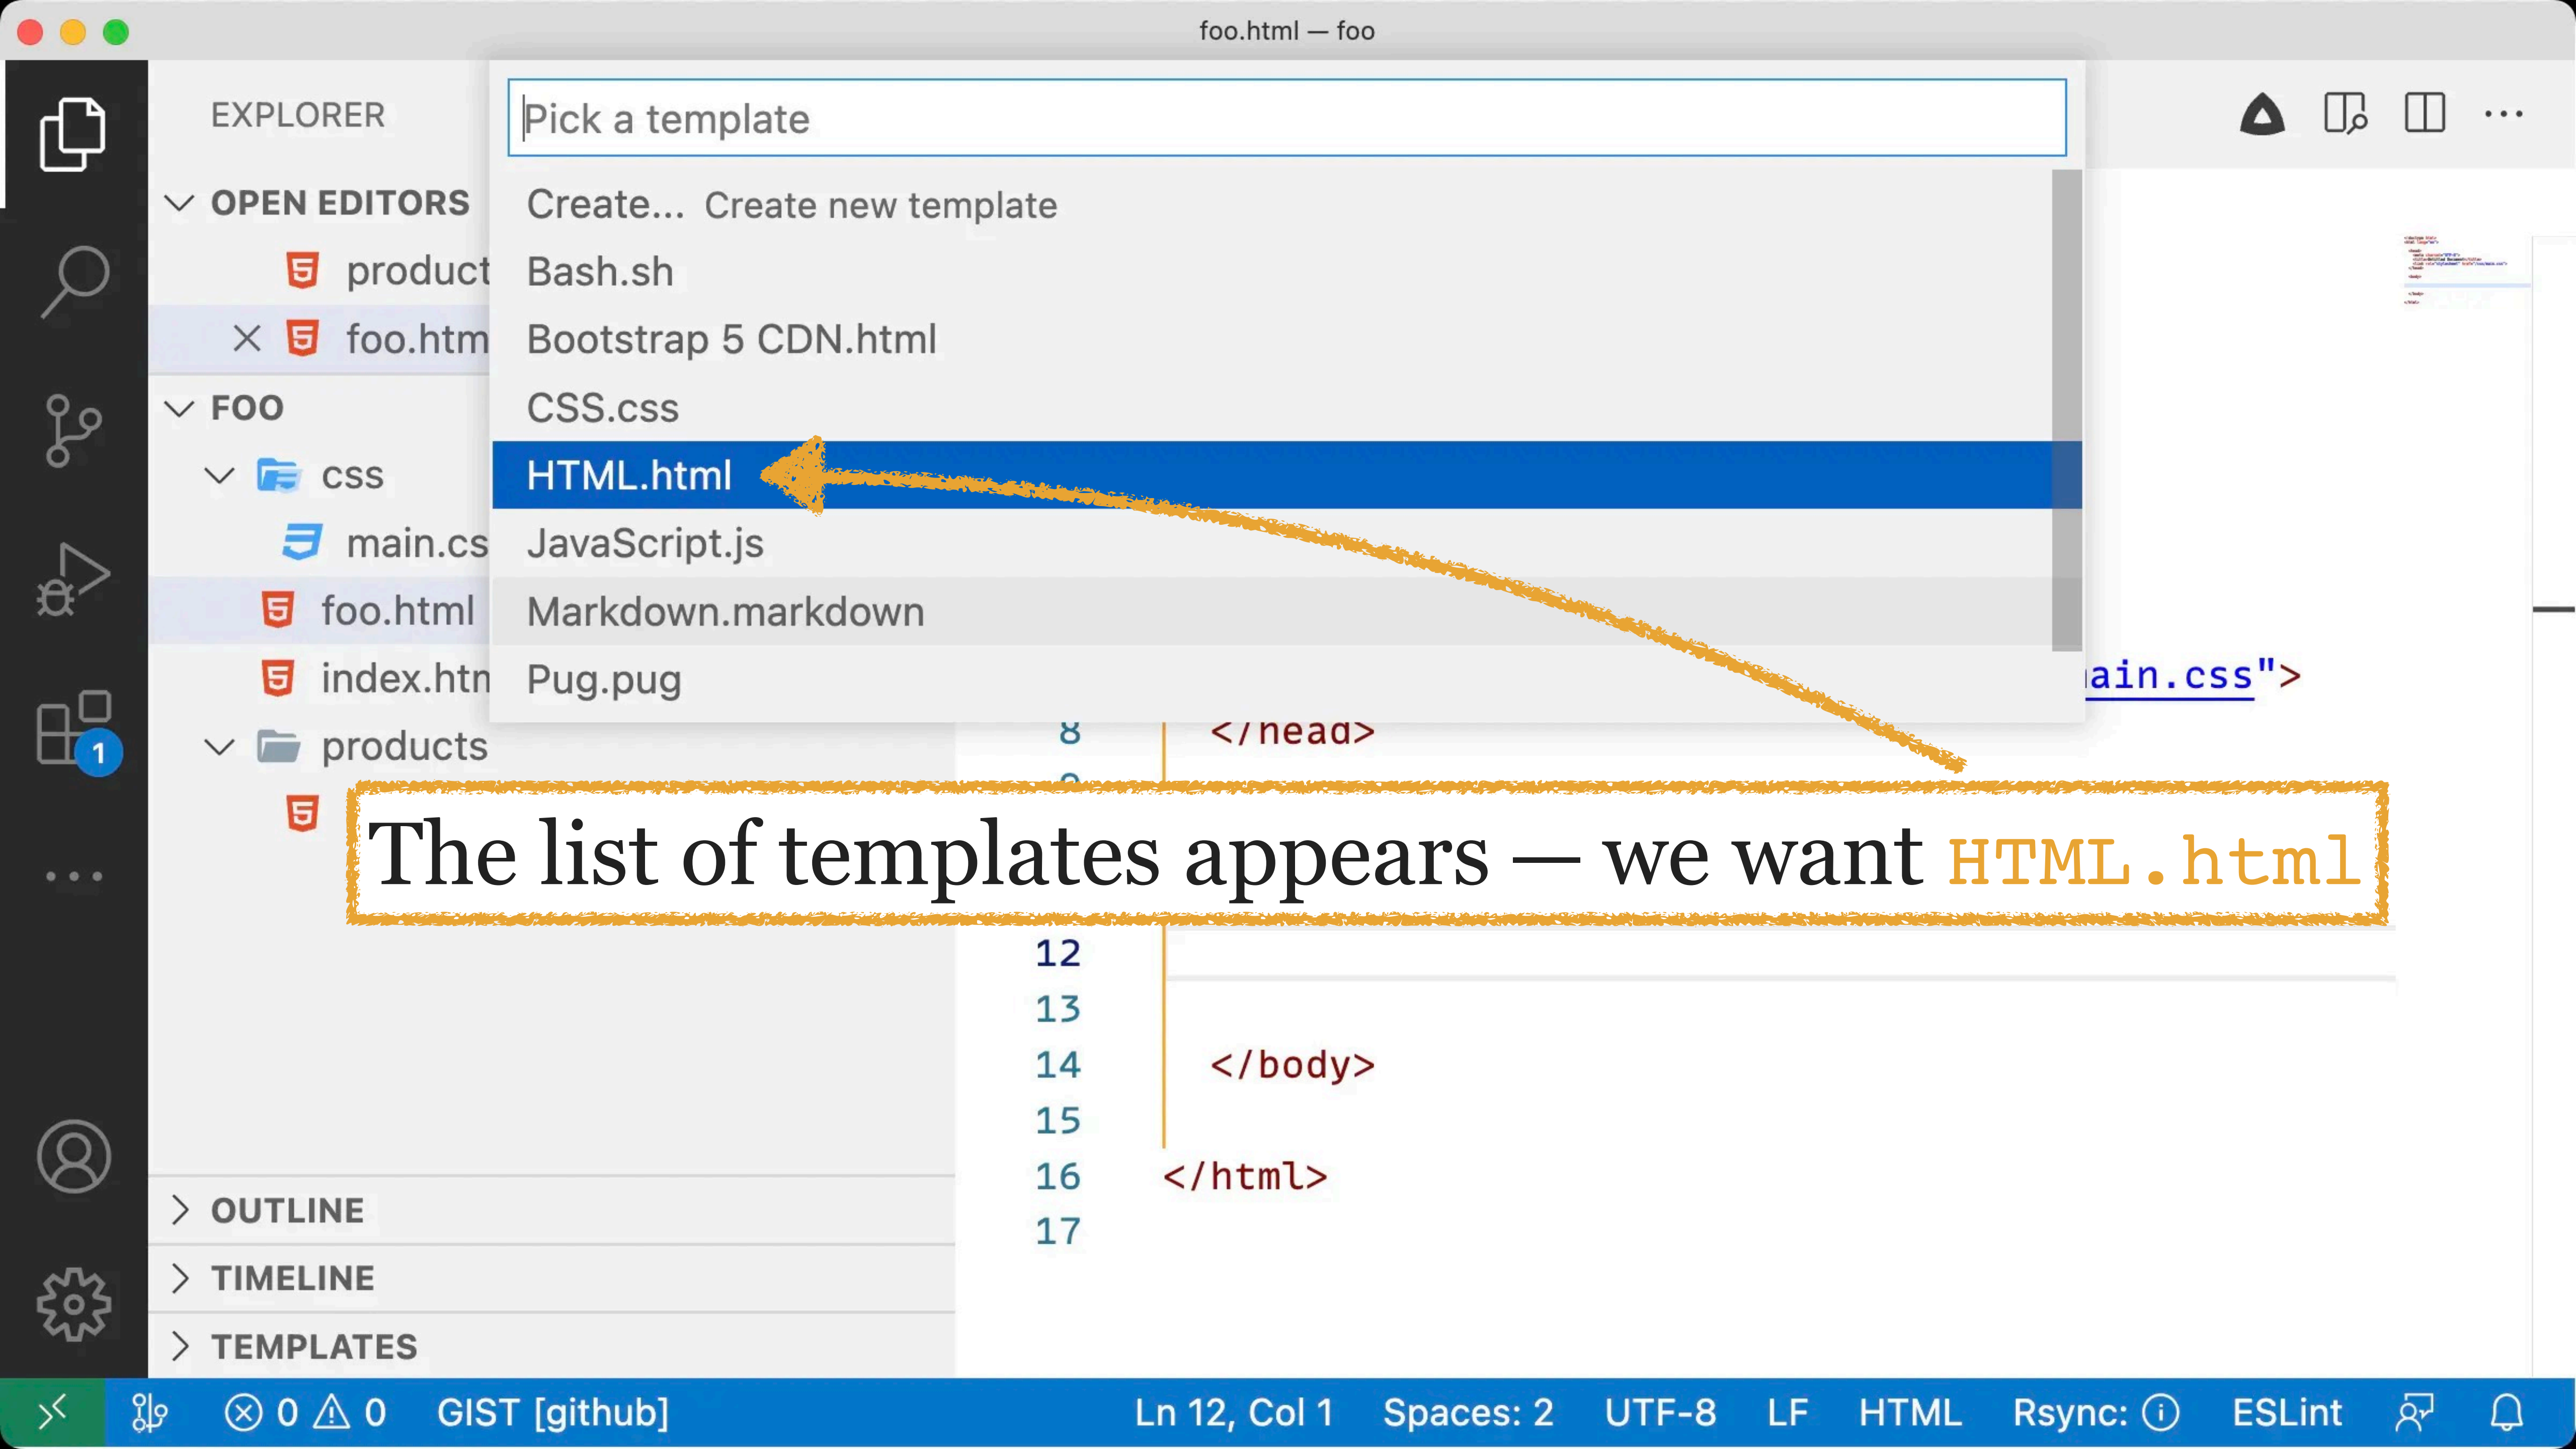 foo.html — foo
EXPLORER
Pick a template
OPEN EDITORS
Create... Create new template
product
Bash.sh
foo.htm
Bootstrap 5 CDN.html
FOO
CSS.css
css
HTML.html
main.cs
JavaScript.js
foo.html
Markdown.markdown
index.htm
Pug.pug
ain.css">
1
products
8 </head>
The list of templates appears — we want HTML.html
12
13
14 </body>
15
16 </html>
17
OUTLINE
TIMELINE
TEMPLATES
0 0 GIST [github] Ln 12, Col 1 Spaces: 2 UTF-8 LF HTML Rsync: ESLint